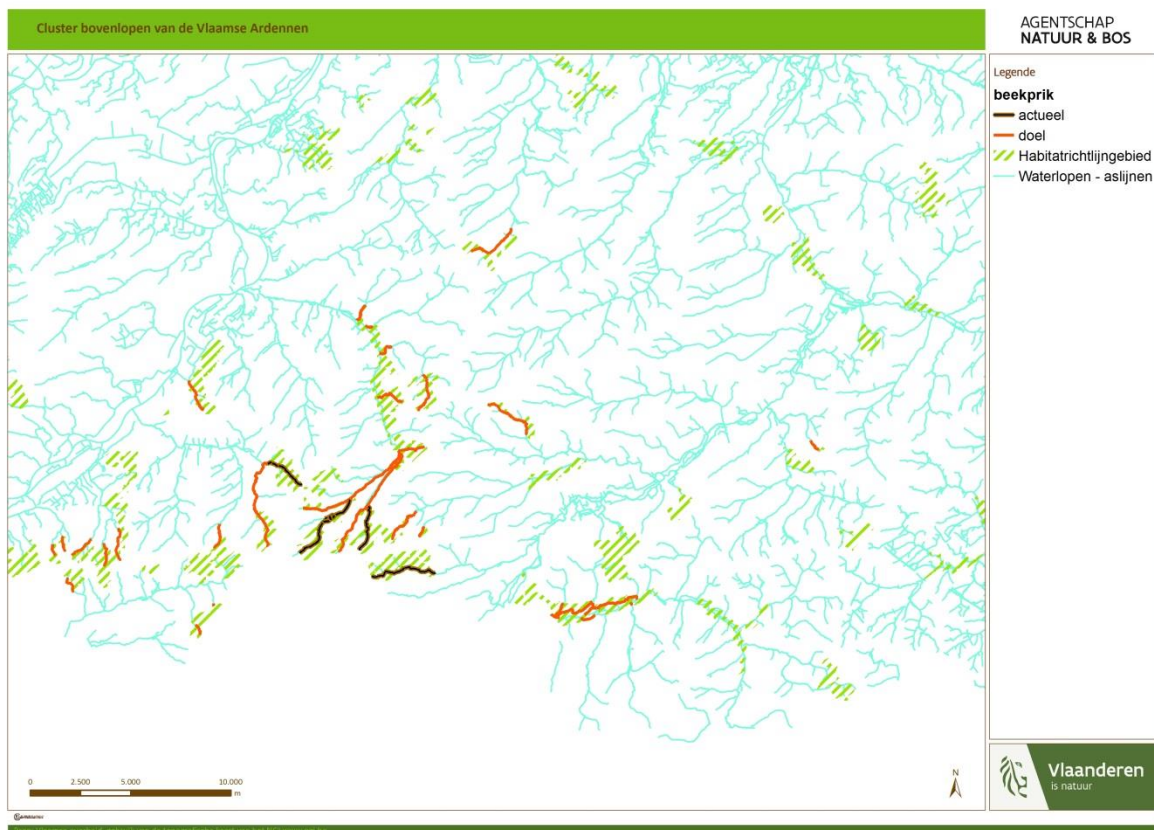 Cluster bovenlopen van de Vlaamse Ardennen
AGENTSCHAP
NATUUR & BOS
Legende
beekprik
actueel
doel
Habitatrichtlijngebied
Waterlopen - aslijnen
0 2.500 5.000 10.000
m
N
Vlaanderen
is natuur